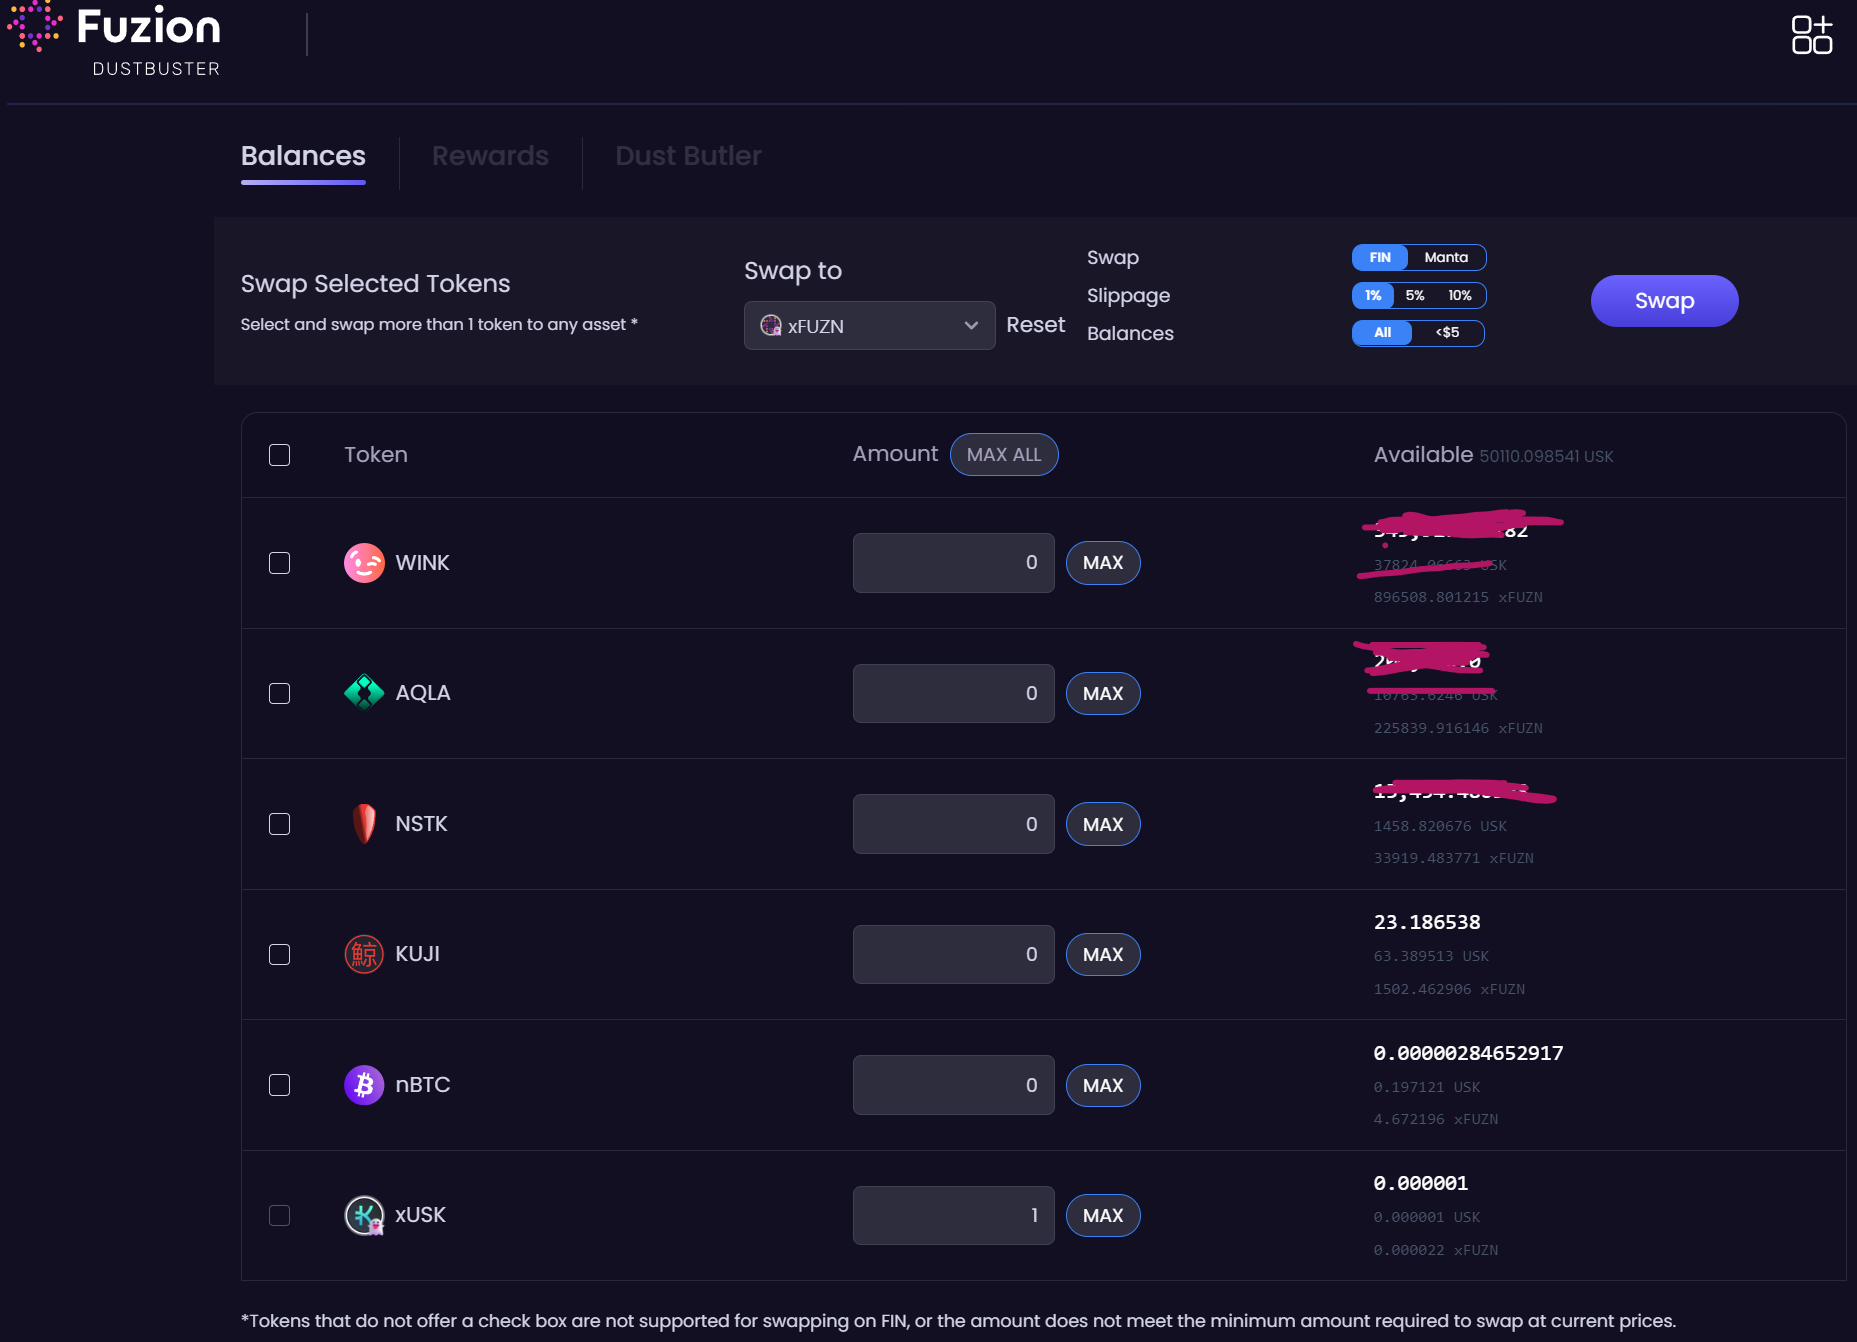 Fuzion
DUSTBUSTER
Balances
Rewards
Dust Butler
Swap Selected Tokens
Select and swap more than 1 token to any asset *
Swap to
xFUZN
Reset
Swap
FIN Manta
Slippage
1% 5% 10%
Balances
All <$5
Swap
Token
Amount MAX ALL
Available 50110.098541 USK
WINK
0
MAX
37824.06663 USK
896508.801215 xFUZN
AQLA
0
MAX
10763.6246 USK
225839.916146 xFUZN
NSTK
0
MAX
1458.820676 USK
33919.483771 xFUZN
鯨
KUJI
0
MAX
23.186538
63.389513 USK
1502.462906 xFUZN
nBTC
0
MAX
0.00000284652917
0.197121 USK
4.672196 xFUZN
xUSK
1
MAX
0.000001
0.000001 USK
0.000022 xFUZN
*Tokens that do not offer a check box are not supported for swapping on FIN, or the amount does not meet the minimum amount required to swap at current prices.